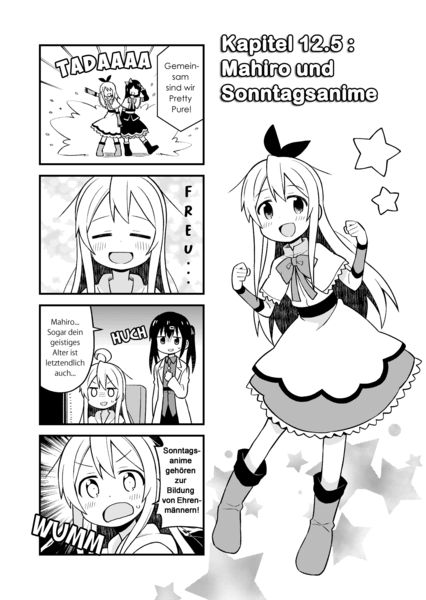 Kapitel 12.5 :
Mahiro und
Sonntagsanime
TADAAAA
Gemein-
sam sind wir
Pretty
Pure!
FREU...
Mahiro...
Sogar dein
geistiges
Alter ist
letztendlich
auch...
HUCH
Sonntags-
anime
gehören
zur
Bildung
von Ehren-
männern!
WUMM